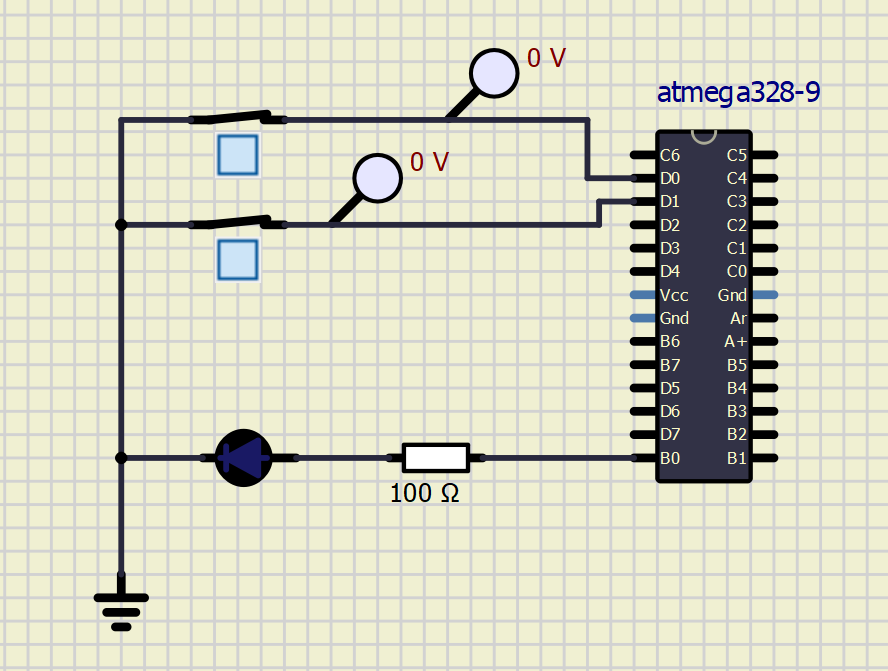 0 V
atmega328-9
0 V
C6 C5
D0 C4
D1 C3
D2 C2
D3 C1
D4 C0
Vcc Gnd
Gnd Ar
B6 A+
B7 B5
D5 B4
D6 B3
D7 B2
B0 B1
100 Ω